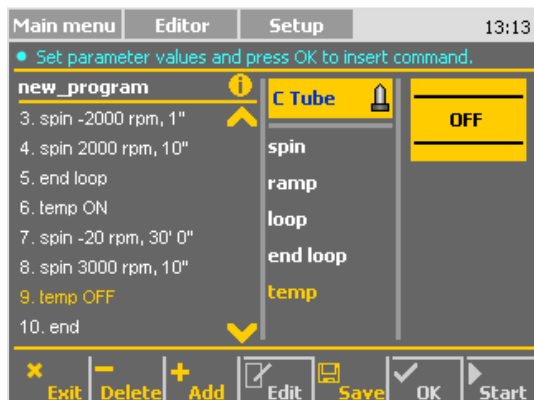 Main menu Editor Setup 13:13
• Set parameter values and press OK to insert command.
new_program i
3. spin -2000 rpm, 1"
4. spin 2000 rpm, 10"
5. end loop
6. temp ON
7. spin -20 rpm, 30' 0"
8. spin 3000 rpm, 10"
9. temp OFF
10. end
C Tube
spin
ramp
loop
end loop
temp
OFF
Exit Delete Add Edit Save OK Start